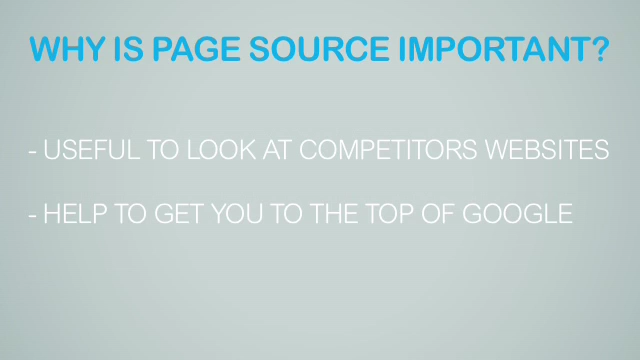 WHY IS PAGE SOURCE IMPORTANT?
- USEFUL TO LOOK AT COMPETITORS WEBSITES
- HELP TO GET YOU TO THE TOP OF GOOGLE